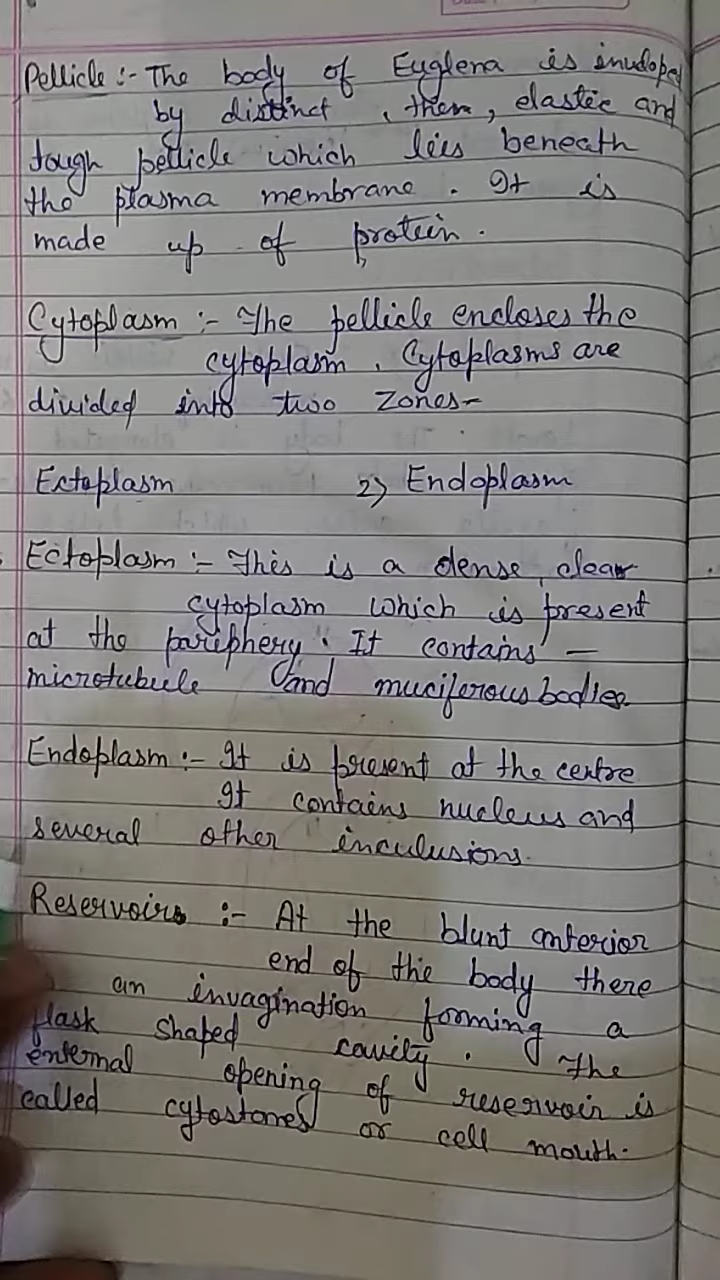 Pellicle :- The body of Euglena is inveloped
by distinct , then, elastic and
tough pellicle which lies beneath
the plasma membrane. It is
made up of protein.
Cytoplasm :- The pellicle encloses the
cytoplasm. Cytoplasms are
divided into two zones-
Ectoplasm 2) Endoplasm
Ectoplasm :- This is a dense, clear
cytoplasm which is present
at the pariphery. It contains -
microtubule and muciferous bodies
Endoplasm :- It is present at the centre
It contains nucleus and
several other inculusions.
Reservoirs :- At the blunt anterior
end of the body there
an invagination forming a
flask shaped cavity. The
enternal opening of reservoir is
called cytostomes or cell mouth.